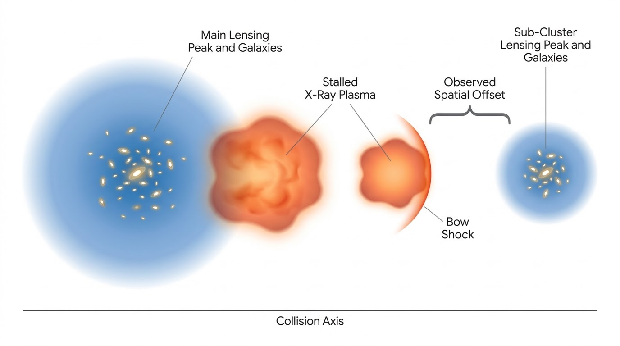 Main Lensing
Peak and Galaxies
Stalled
X-Ray Plasma
Observed
Spatial Offset
Sub-Cluster
Lensing Peak and
Galaxies
Bow
Shock
Collision Axis